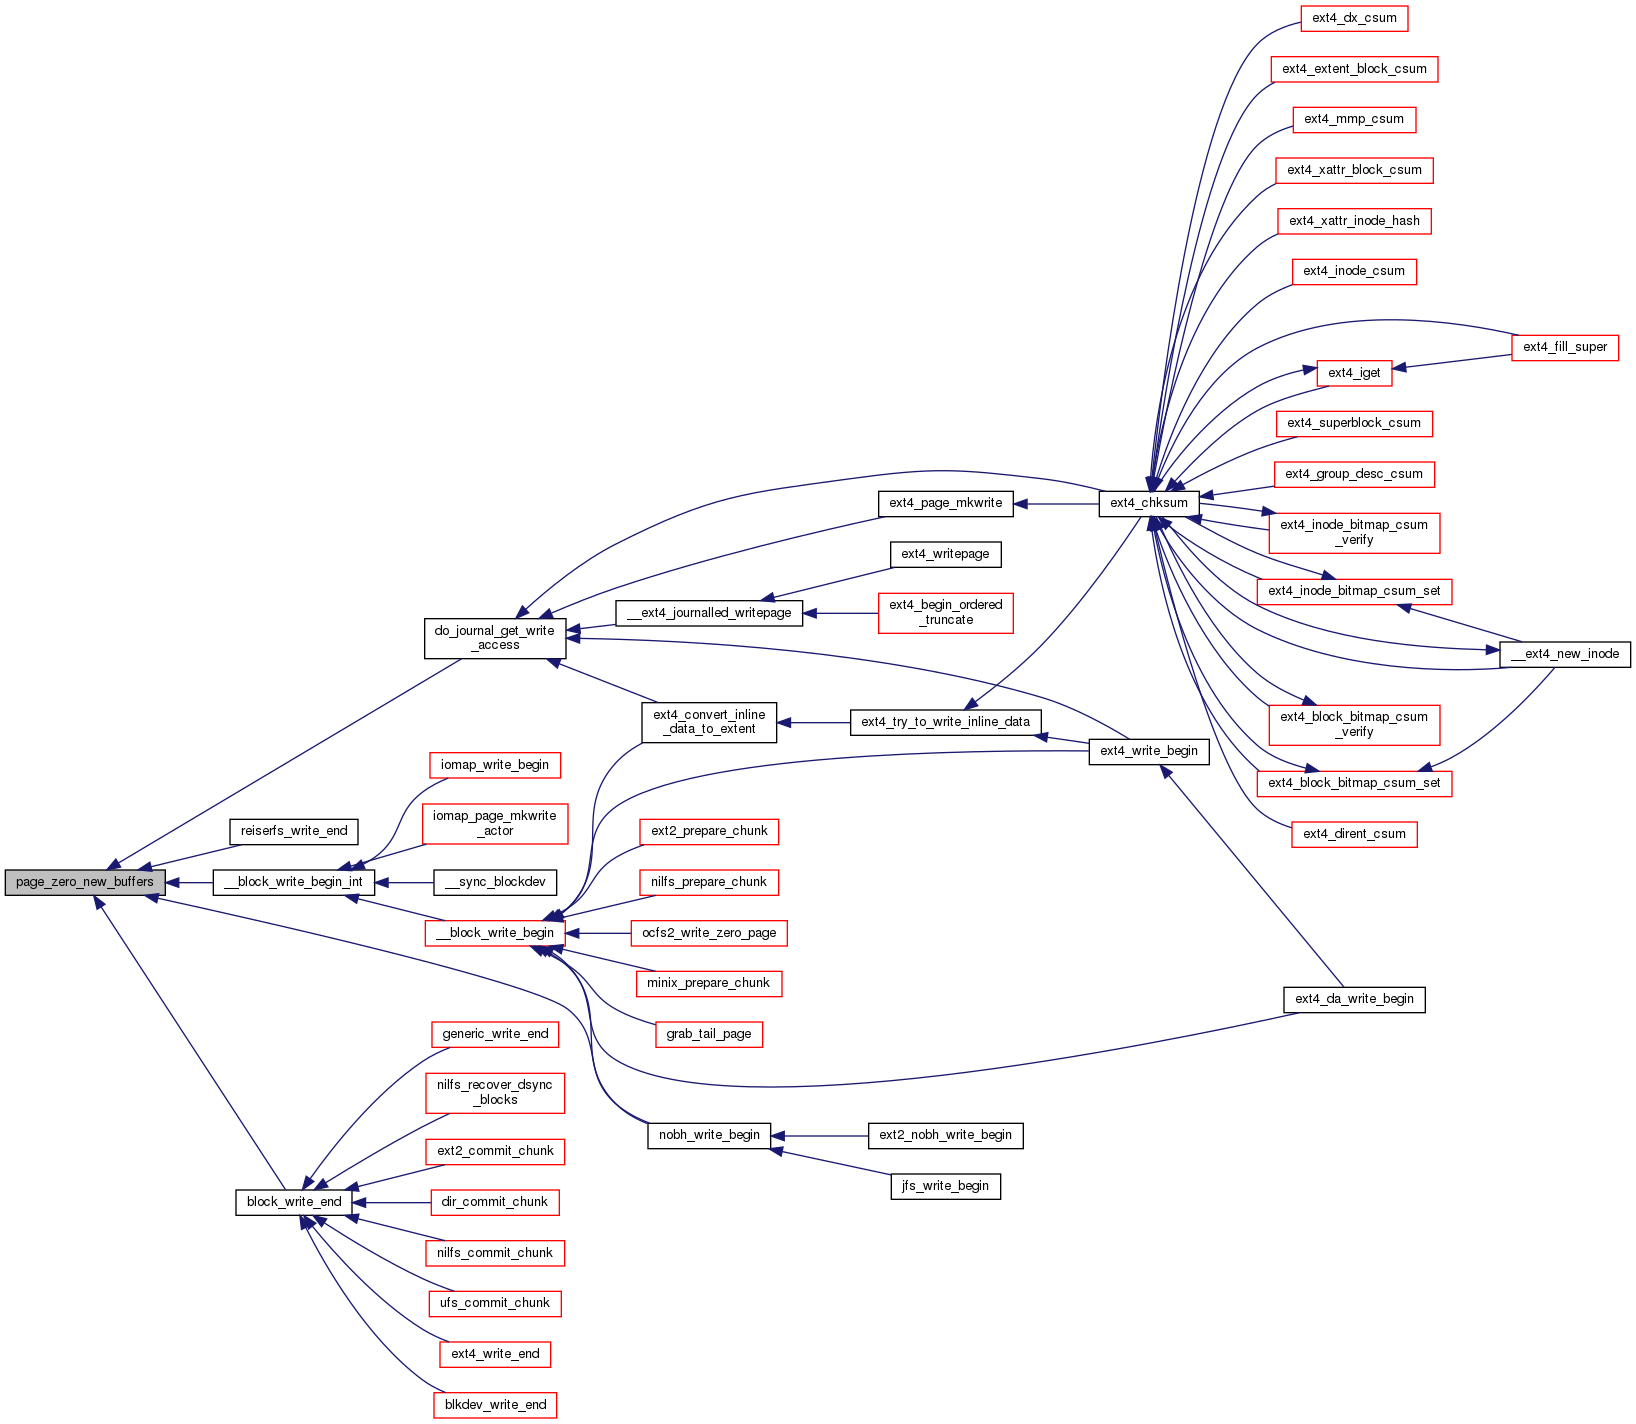 ext4_dx_csum
ext4_extent_block_csum
ext4_mmp_csum
ext4_xattr_block_csum
ext4_xattr_inode_hash
ext4_inode_csum
ext4_fill_super
ext4_iget
ext4_superblock_csum
ext4_group_desc_csum
ext4_page_mkwrite
ext4_chksum
ext4_inode_bitmap_csum
_verify
ext4_writepage
ext4_inode_bitmap_csum_set
__ext4_journalled_writepage
ext4_begin_ordered
_truncate
do_journal_get_write
_access
__ext4_new_inode
ext4_convert_inline
_data_to_extent
ext4_try_to_write_inline_data
ext4_block_bitmap_csum
_verify
ext4_write_begin
iomap_write_begin
ext4_block_bitmap_csum_set
iomap_page_mkwrite
_actor
reiserfs_write_end
ext2_prepare_chunk
ext4_dirent_csum
page_zero_new_buffers
__block_write_begin_int
__sync_blockdev
nilfs_prepare_chunk
__block_write_begin
ocfs2_write_zero_page
minix_prepare_chunk
ext4_da_write_begin
generic_write_end
grab_tail_page
nilfs_recover_dsync
_blocks
nobh_write_begin
ext2_nobh_write_begin
ext2_commit_chunk
jfs_write_begin
block_write_end
dir_commit_chunk
nilfs_commit_chunk
ufs_commit_chunk
ext4_write_end
blkdev_write_end